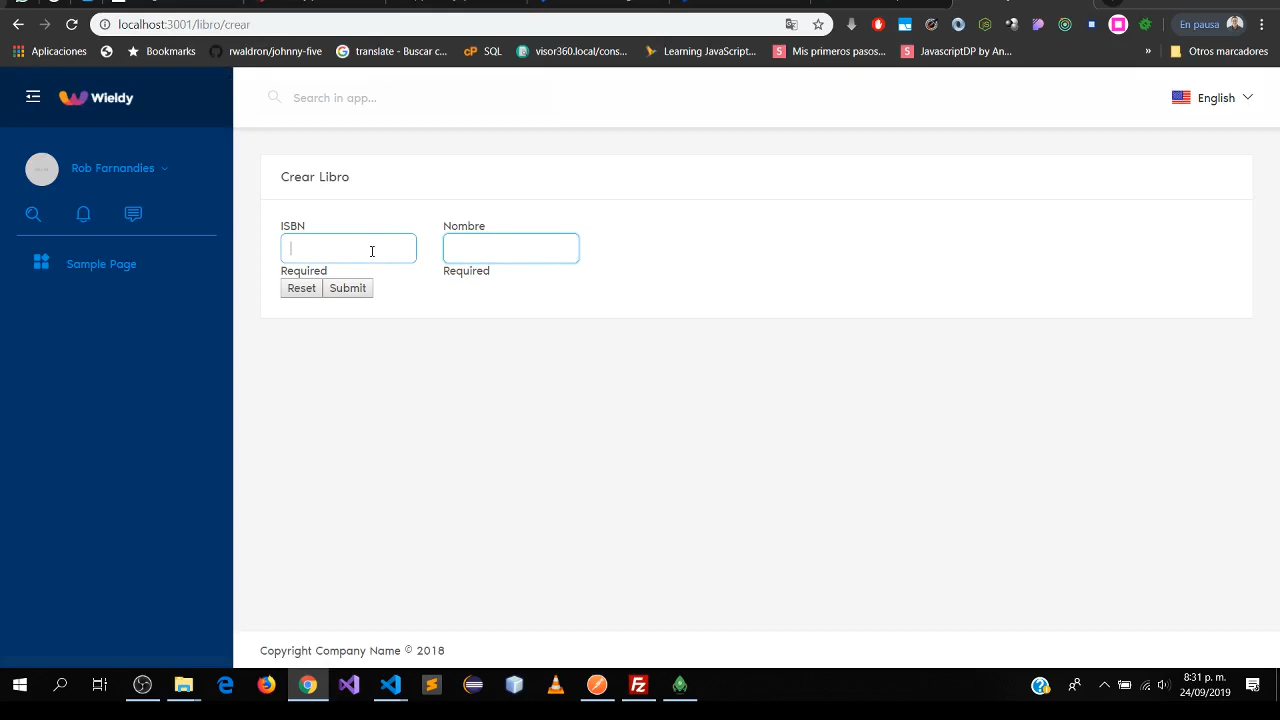 localhost:3001/libro/crear
En pausa
Aplicaciones
Bookmarks
rwaldron/johnny-five
translate - Buscar c...
cP SQL
visor360.local/cons...
Learning JavaScript...
S Mis primeros pasos...
S JavascriptDP by An...
» Otros marcadores
Wieldy
Search in app...
English
Rob Farnandies
Sample Page
Crear Libro
ISBN
Nombre
Required
Required
Reset
Submit
Copyright Company Name © 2018
8:31 p. m.
24/09/2019